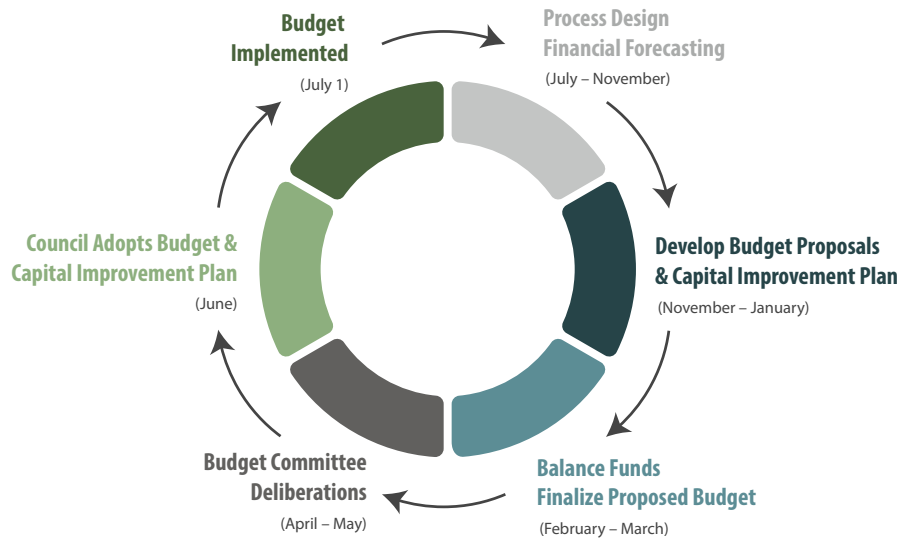 Budget
Implemented
(July 1)
Process Design
Financial Forecasting
(July – November)
Develop Budget Proposals
& Capital Improvement Plan
(November – January)
Balance Funds
Finalize Proposed Budget
(February – March)
Budget Committee
Deliberations
(April – May)
Council Adopts Budget &
Capital Improvement Plan
(June)